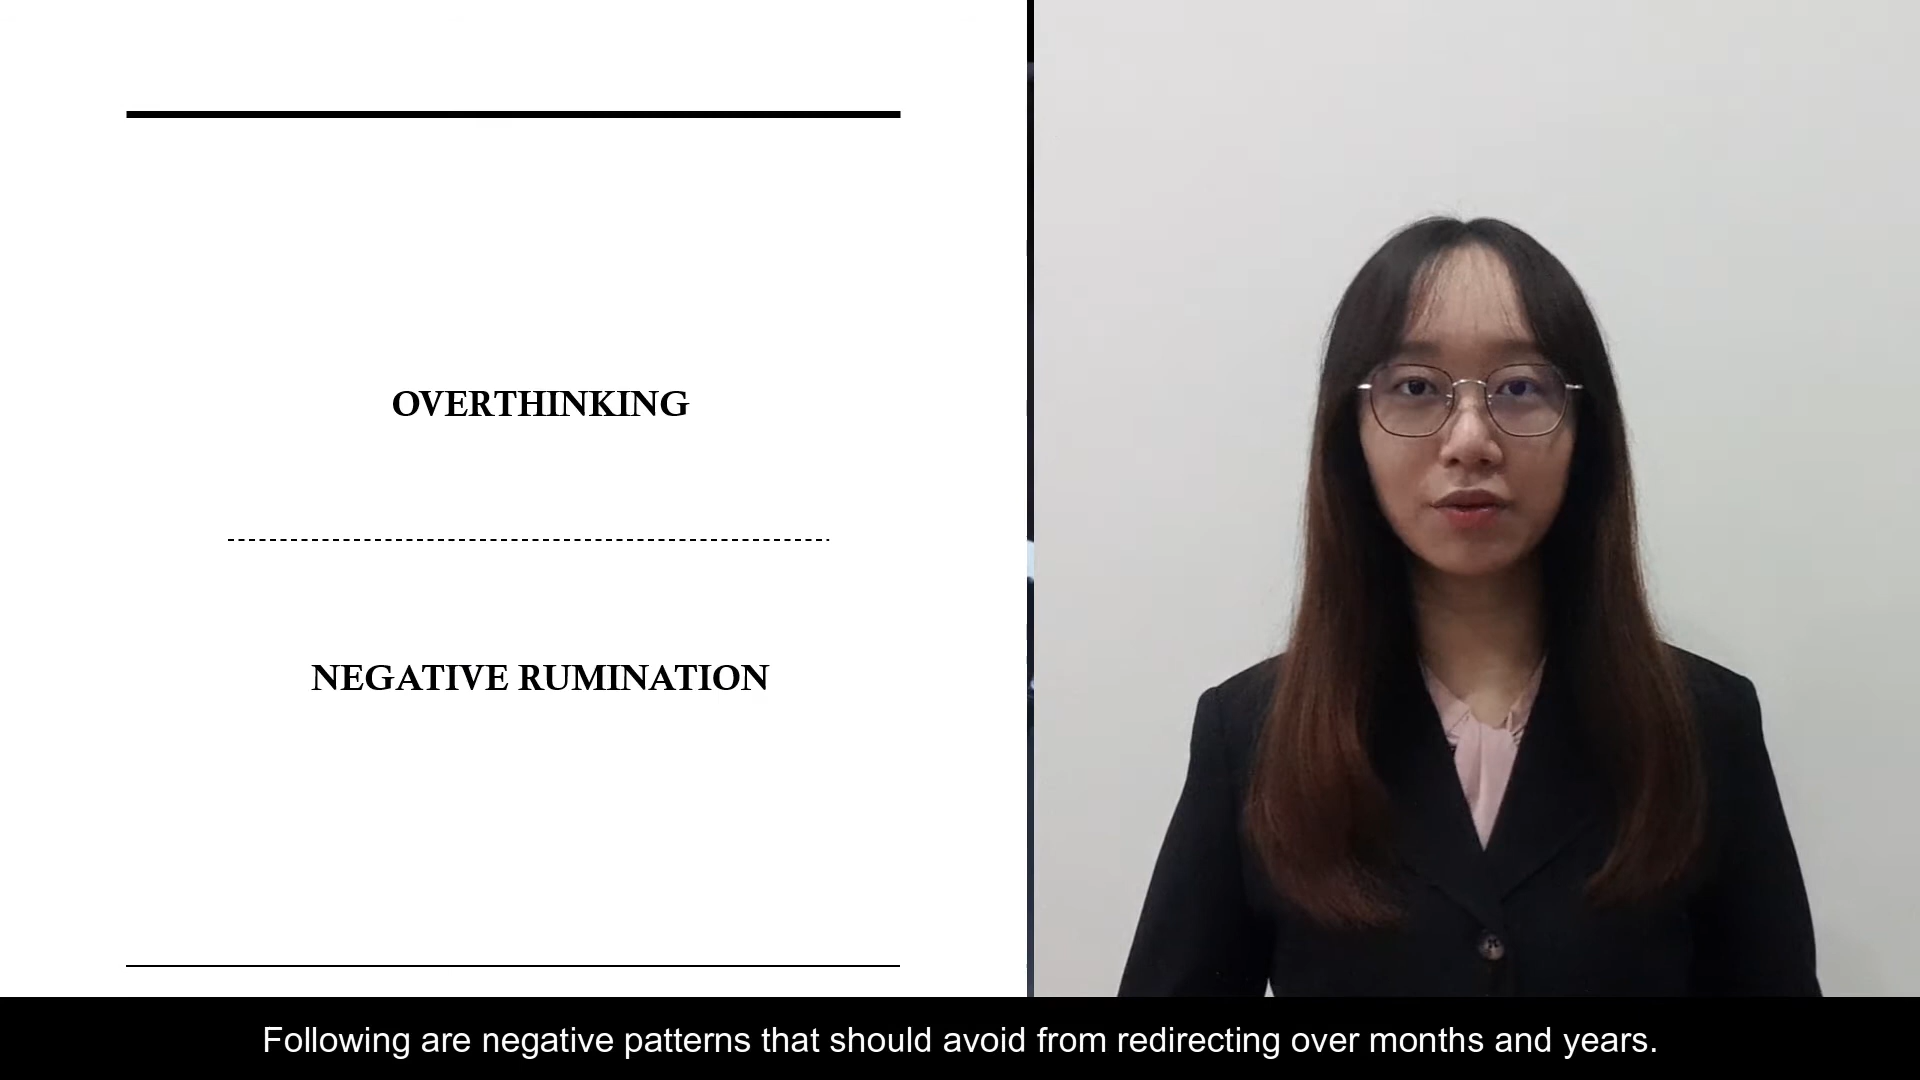 OVERTHINKING
NEGATIVE RUMINATION
Following are negative patterns that should avoid from redirecting over months and years.